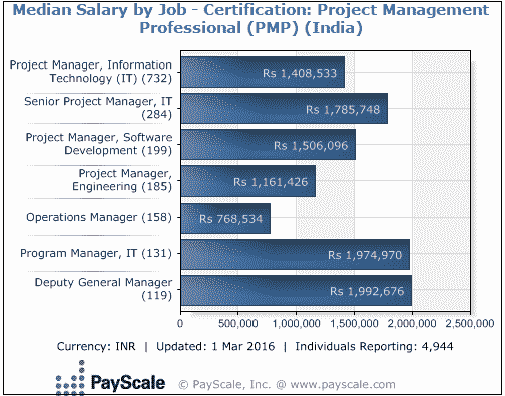 Median Salary by Job - Certification: Project Management
Professional (PMP) (India)
Project Manager, Information
Technology (IT) (732)
Rs 1,408,533
Senior Project Manager, IT
(284)
Rs 1,785,748
Project Manager, Software
Development (199)
Rs 1,506,096
Project Manager,
Engineering (185)
Rs 1,161,426
Operations Manager (158)
Rs 768,534
Program Manager, IT (131)
Rs 1,974,970
Deputy General Manager
(119)
Rs 1,992,676
0 500,000 1,000,000 1,500,000 2,000,000 2,500,000
Currency: INR | Updated: 1 Mar 2016 | Individuals Reporting: 4,944
PayScale © PayScale, Inc. @ www.payscale.com